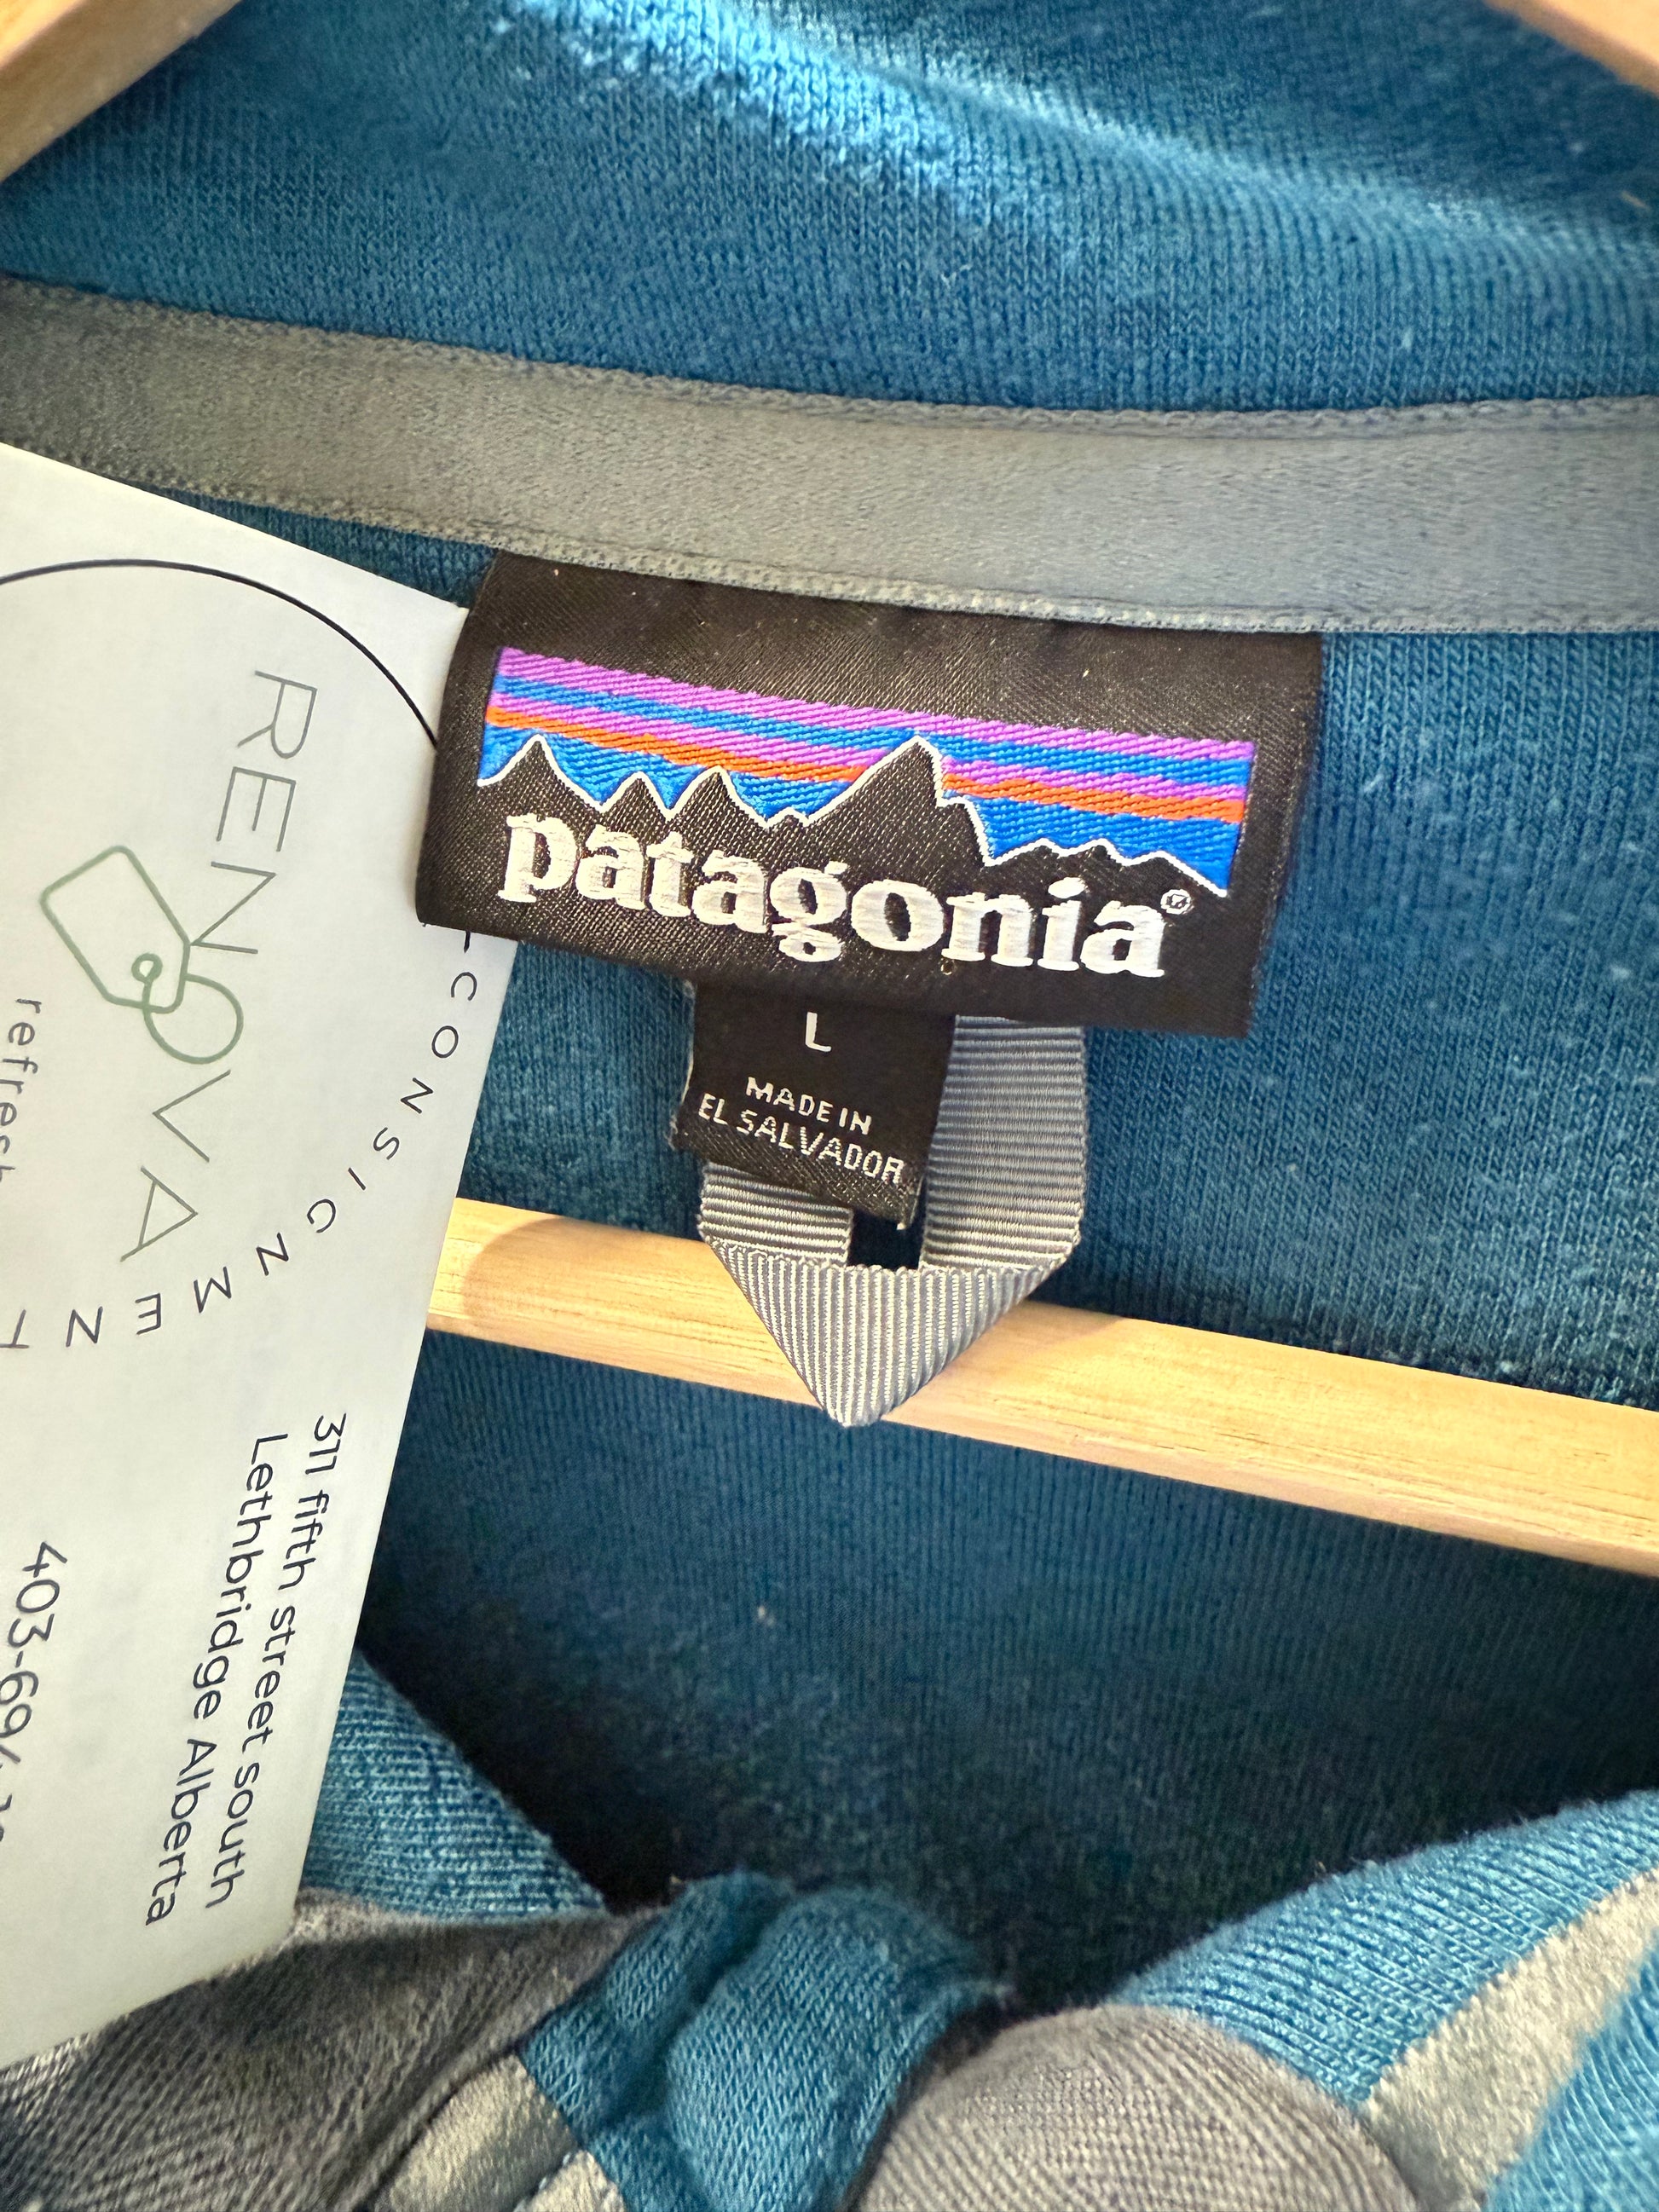 patagonia®
L
MADE IN
EL SALVADOR
RENOVA
CONSIGNMENT
311 fifth street south
Lethbridge Alberta